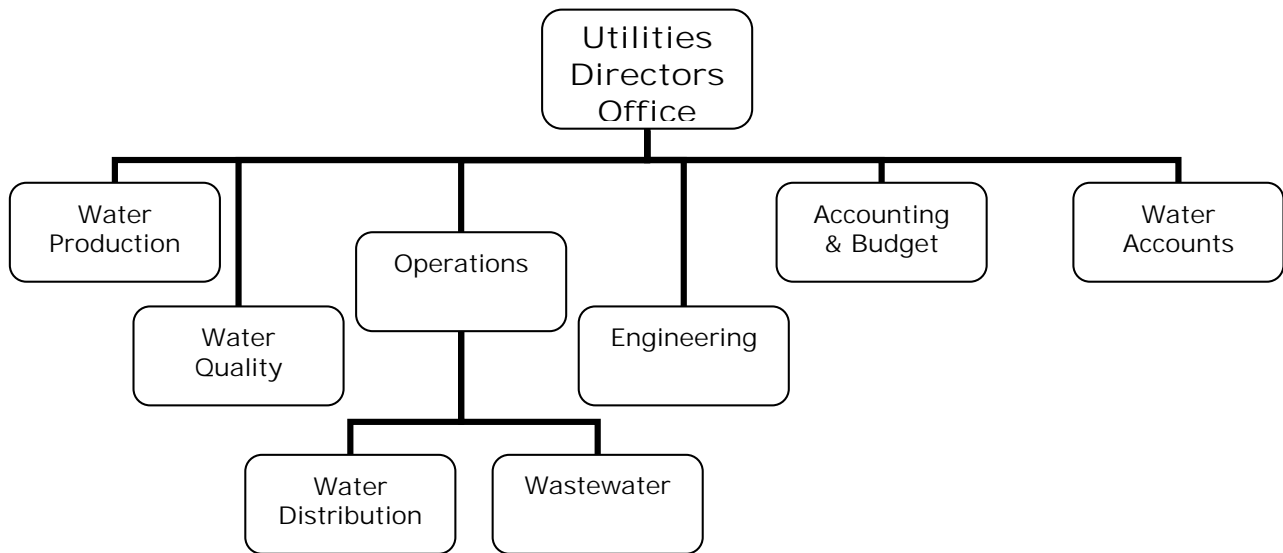 Utilities
Directors
Office
Water
Production
Operations
Accounting
& Budget
Water
Accounts
Water
Quality
Engineering
Water
Distribution
Wastewater